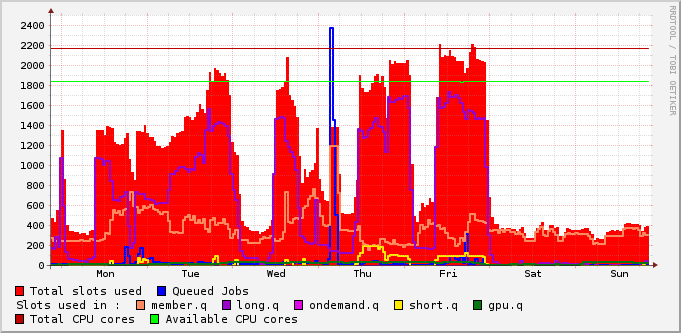 2400
2200
2000
1800
1600
1400
1200
1000
800
600
400
200
0
Mon Tue Wed Thu Fri Sat Sun
RRDTOOL / TOBI OETIKER
Total slots used Queued Jobs
Slots used in : member.q long.q ondemand.q short.q gpu.q
Total CPU cores Available CPU cores